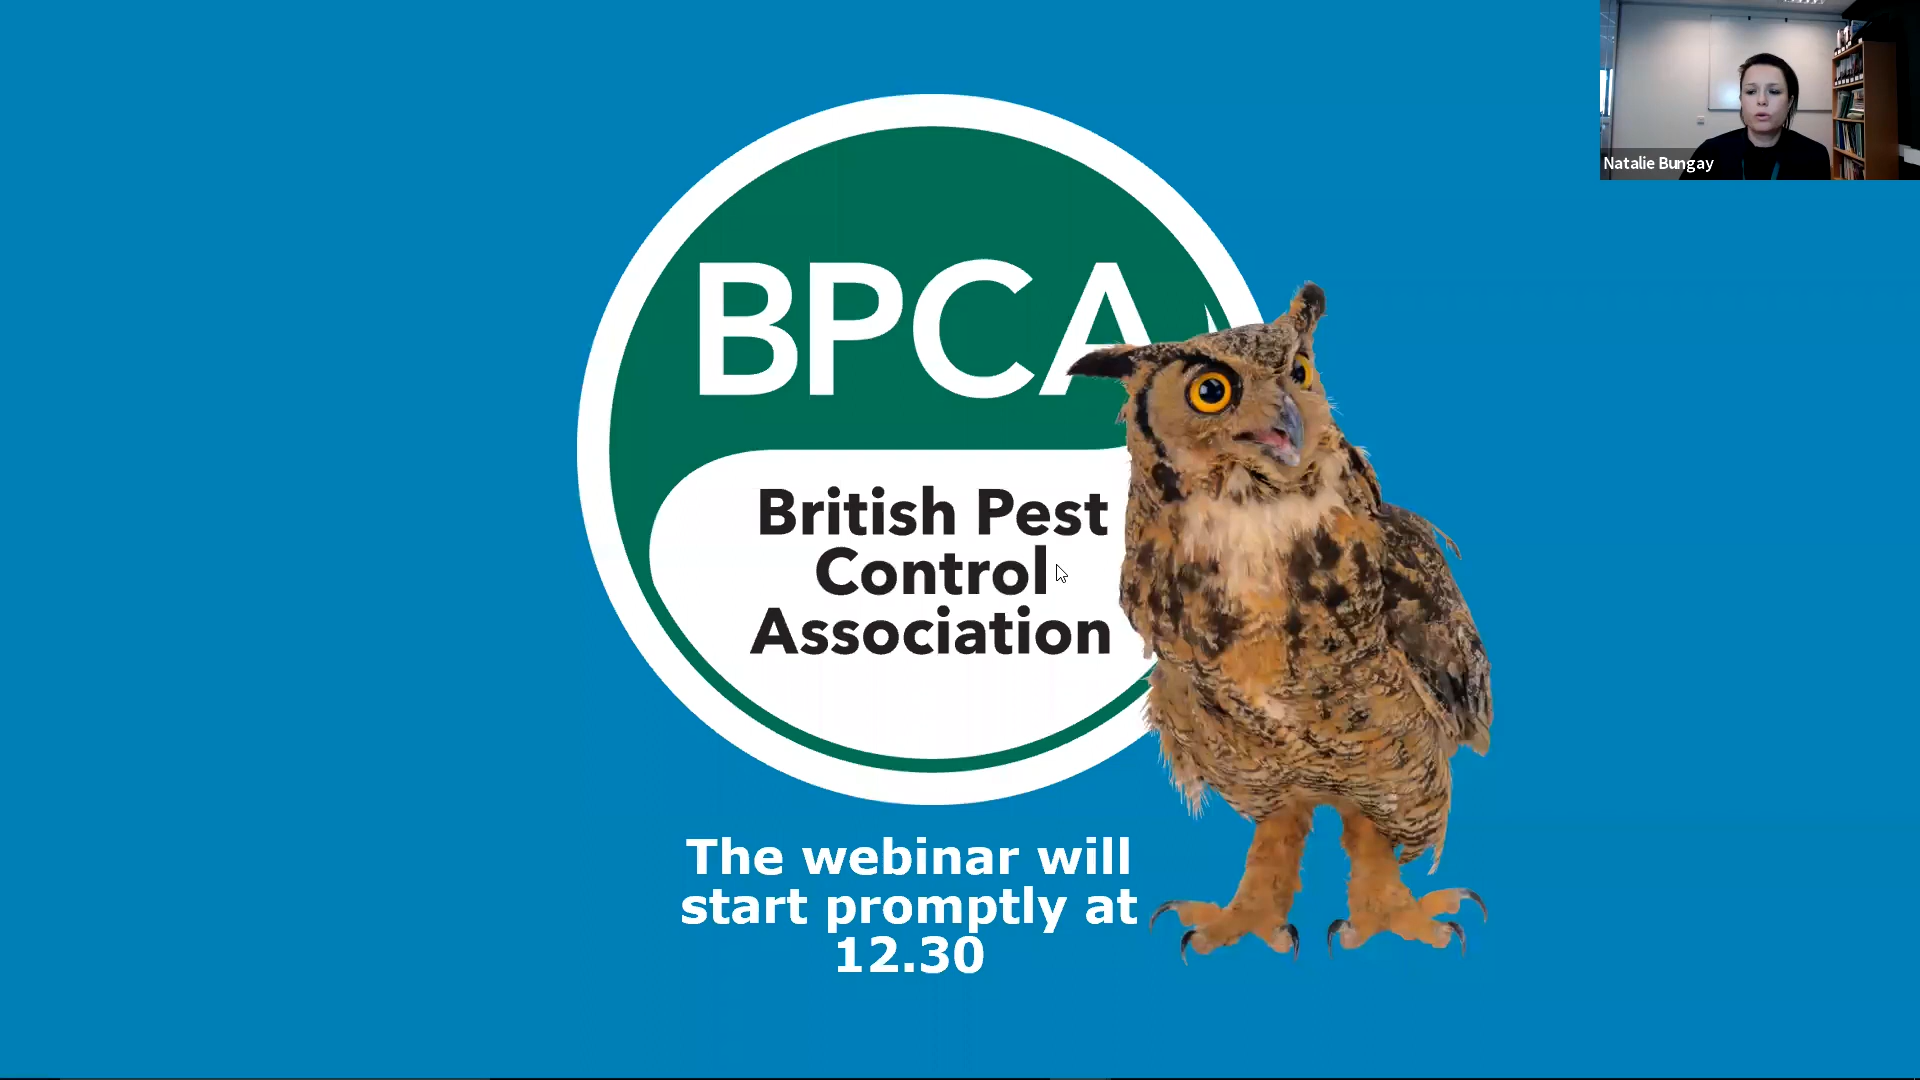 BPCA
British Pest
Control
Association
The webinar will
start promptly at
12.30
Natalie Bungay